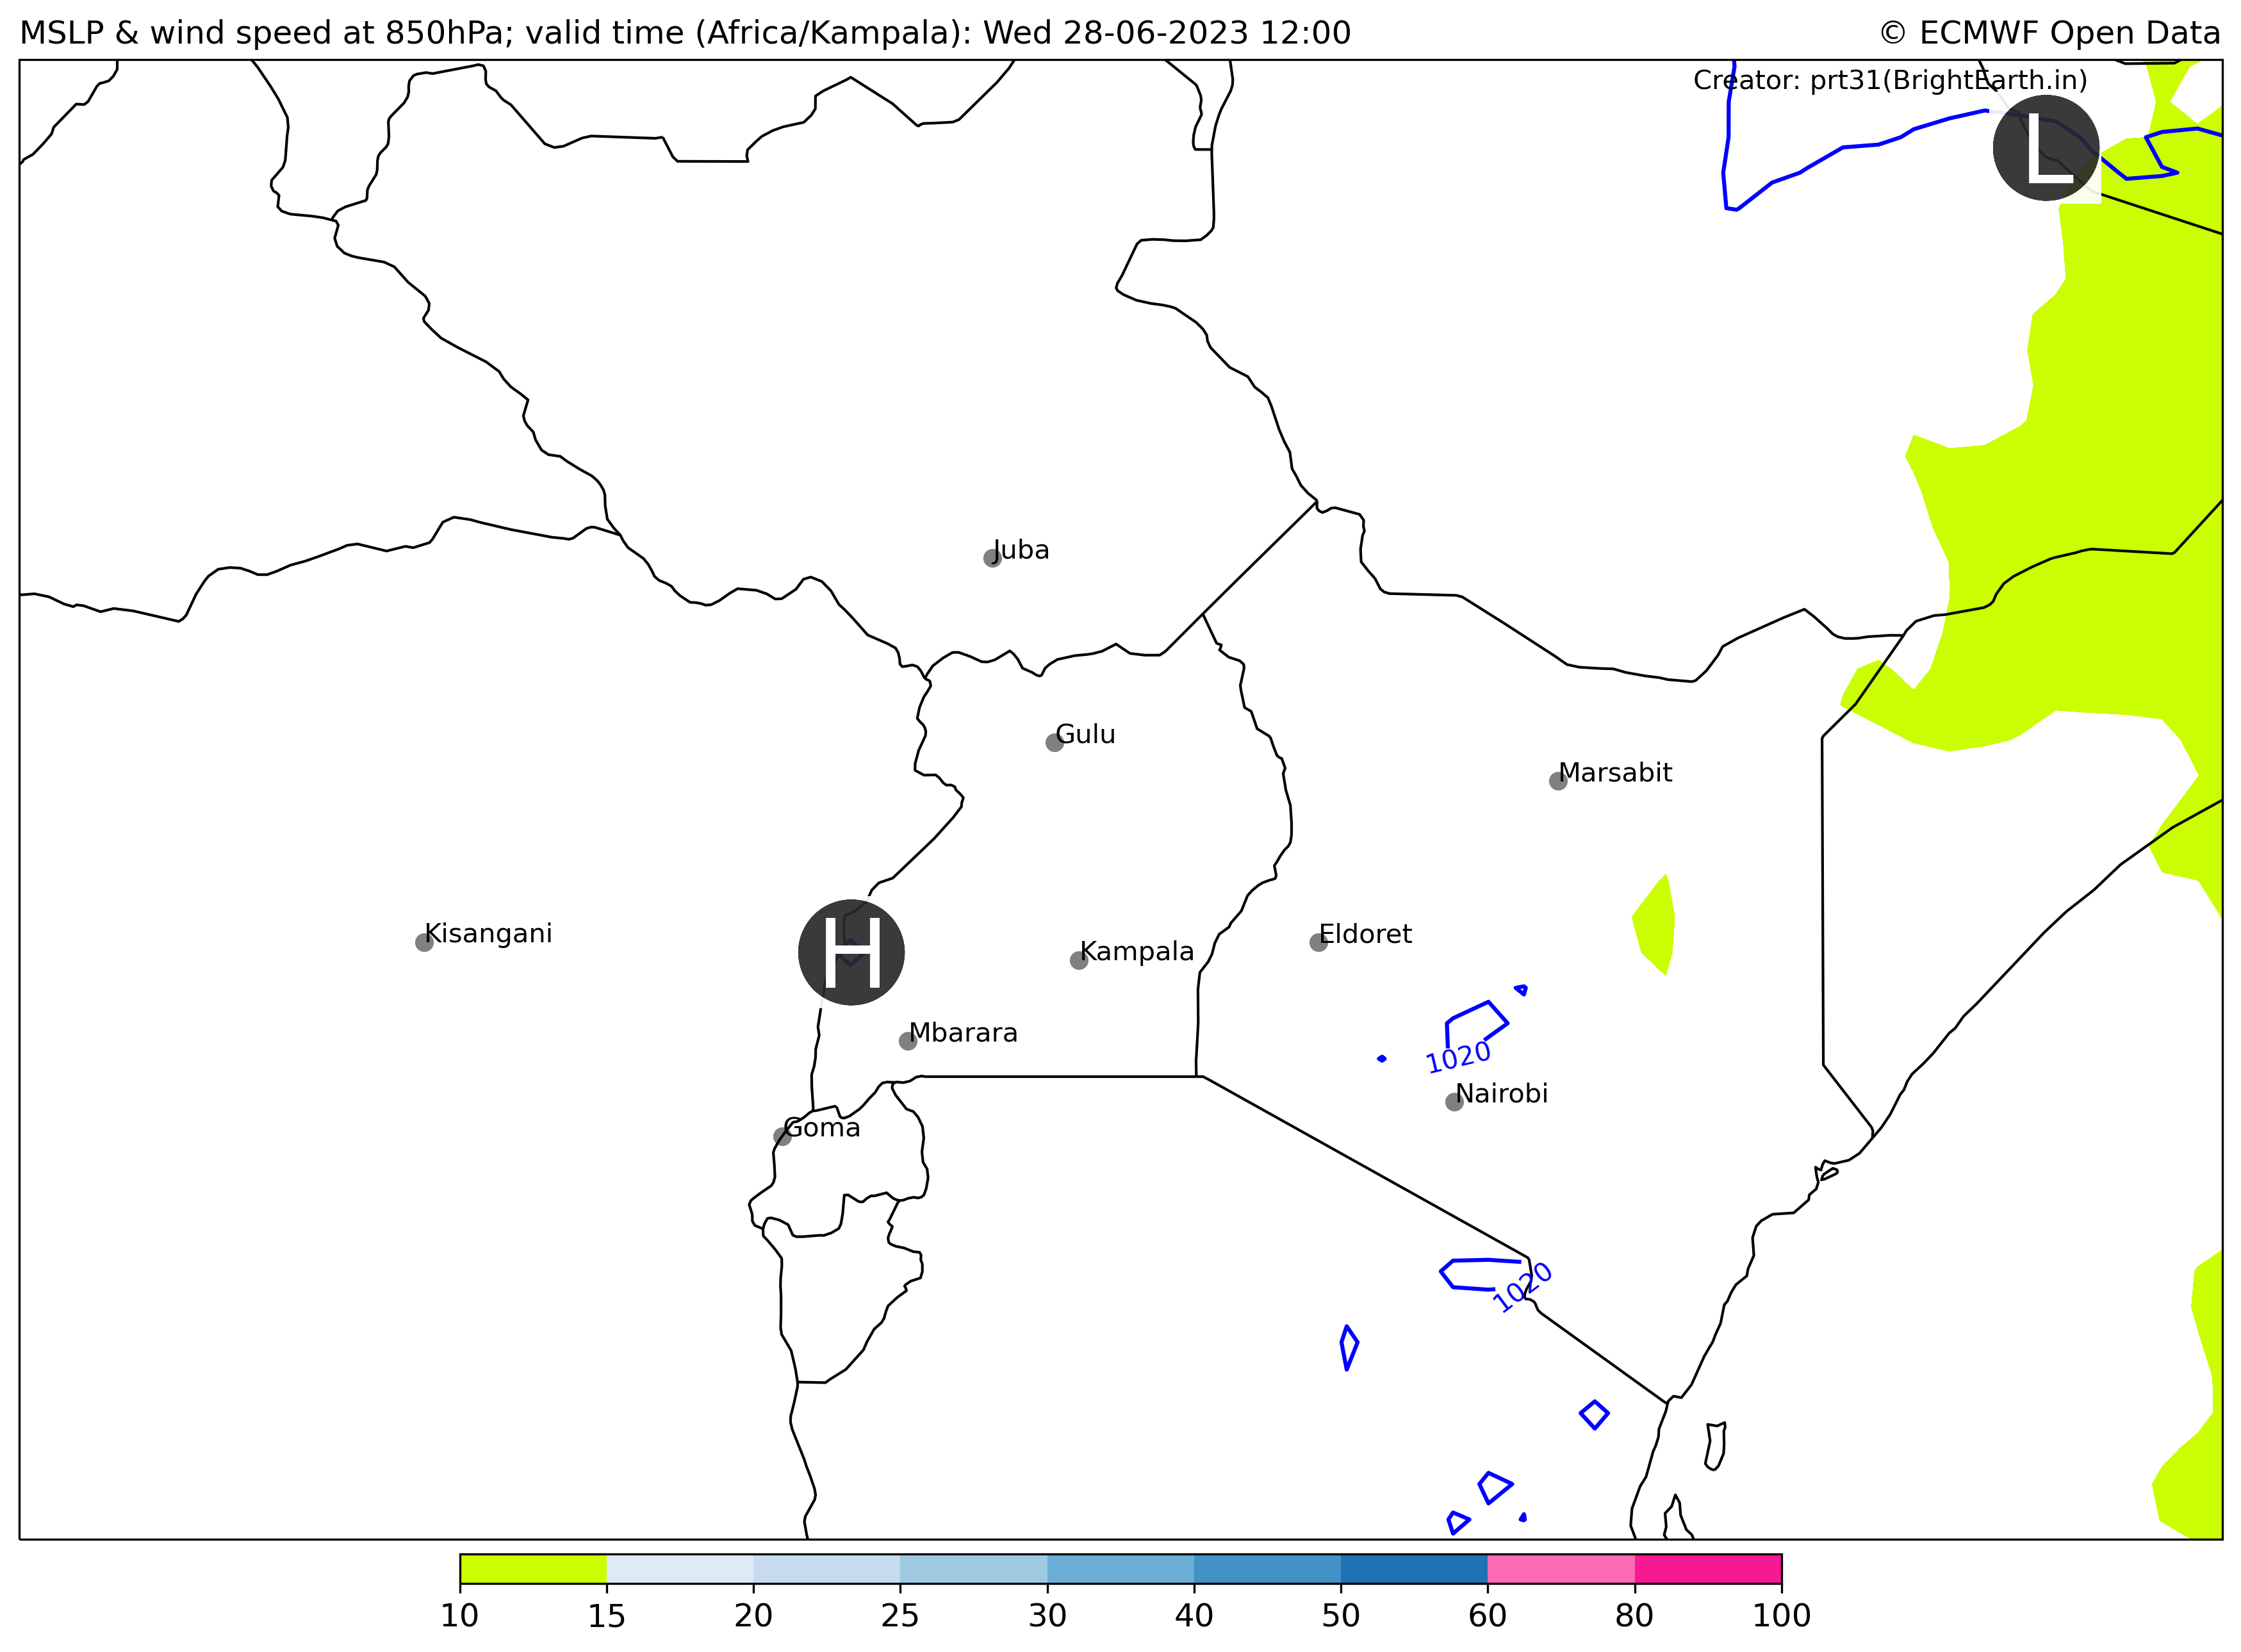 MSLP & wind speed at 850hPa; valid time (Africa/Kampala): Wed 28-06-2023 12:00
© ECMWF Open Data
Creator: prt31(BrightEarth.in)
L
Juba
Gulu
Marsabit
Kisangani
H
Kampala
Eldoret
Mbarara
1020
Nairobi
Goma
1020
10 15 20 25 30 40 50 60 80 100